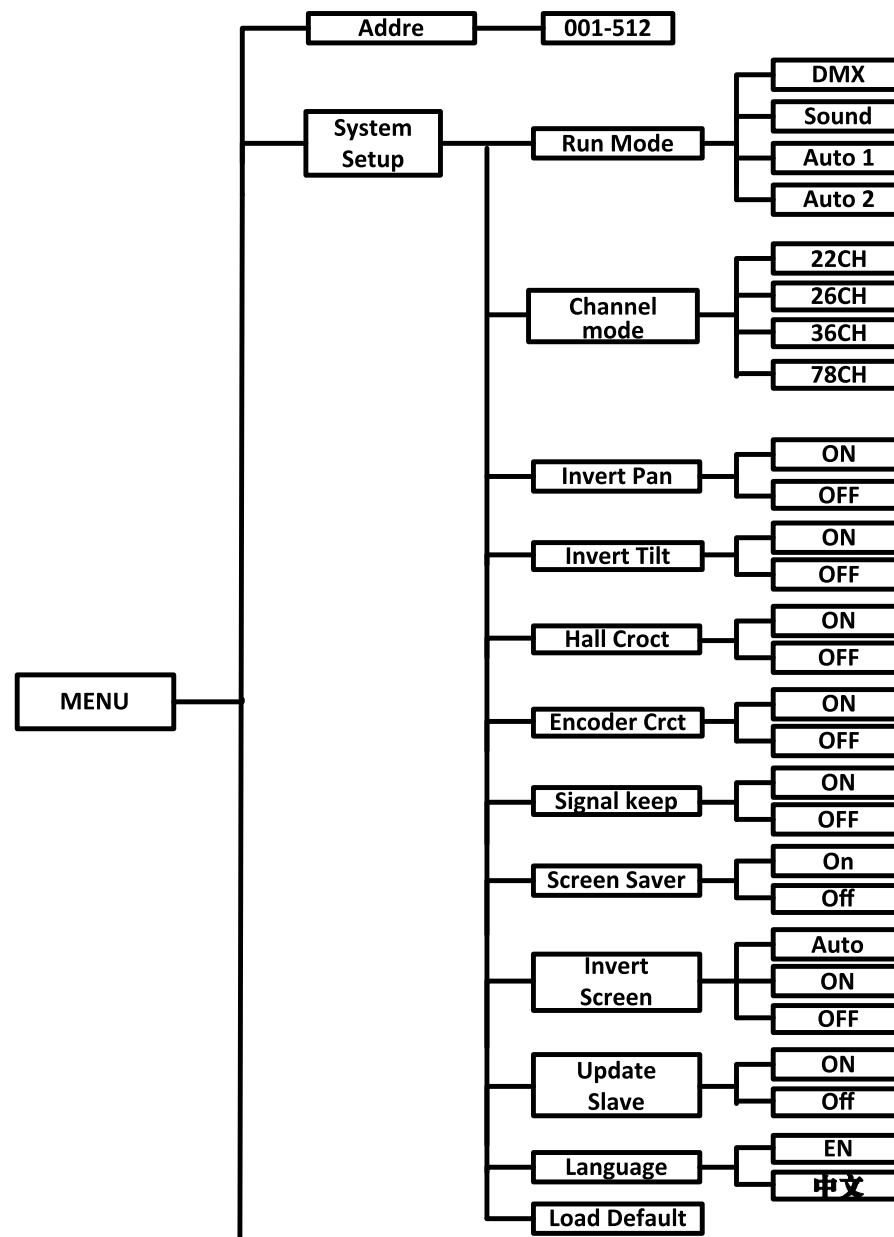 Addre
001-512
System
Setup
Run Mode
DMX
Sound
Auto 1
Auto 2
Channel
mode
22CH
26CH
36CH
78CH
Invert Pan
ON
OFF
Invert Tilt
ON
OFF
Hall Croct
ON
OFF
MENU
Encoder Crct
ON
OFF
Signal keep
ON
OFF
Screen Saver
On
Off
Invert
Screen
Auto
ON
OFF
Update
Slave
ON
Off
Language
EN
中文
Load Default